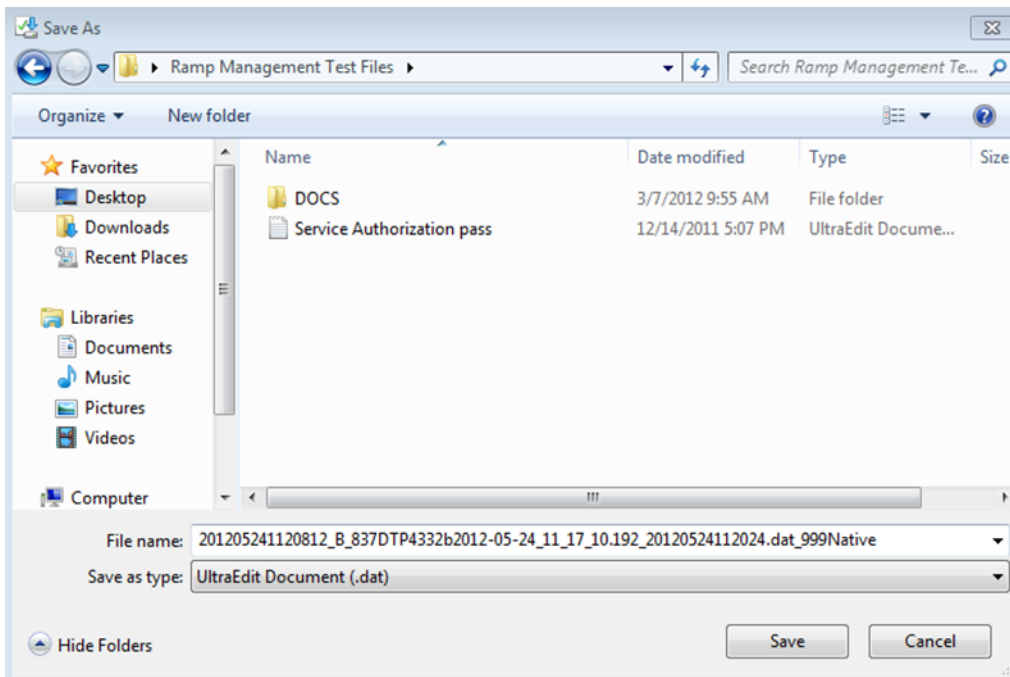 Save As
Ramp Management Test Files
Search Ramp Management Te...
Organize
New folder
Name
Date modified
Type
Size
Favorites
Desktop
Downloads
Recent Places
Libraries
Documents
Music
Pictures
Videos
Computer
DOCS
3/7/2012 9:55 AM
File folder
Service Authorization pass
12/14/2011 5:07 PM
UltraEdit Docume...
File name:
201205241120812_B_837DTP4332b2012-05-24_11_17_10.192_20120524112024.dat_999Native
Save as type:
UltraEdit Document (.dat)
Hide Folders
Save
Cancel